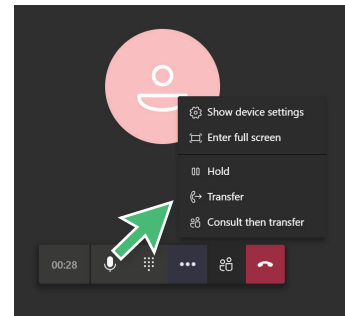 Show device settings
Enter full screen
Hold
Transfer
Consult then transfer
00:28